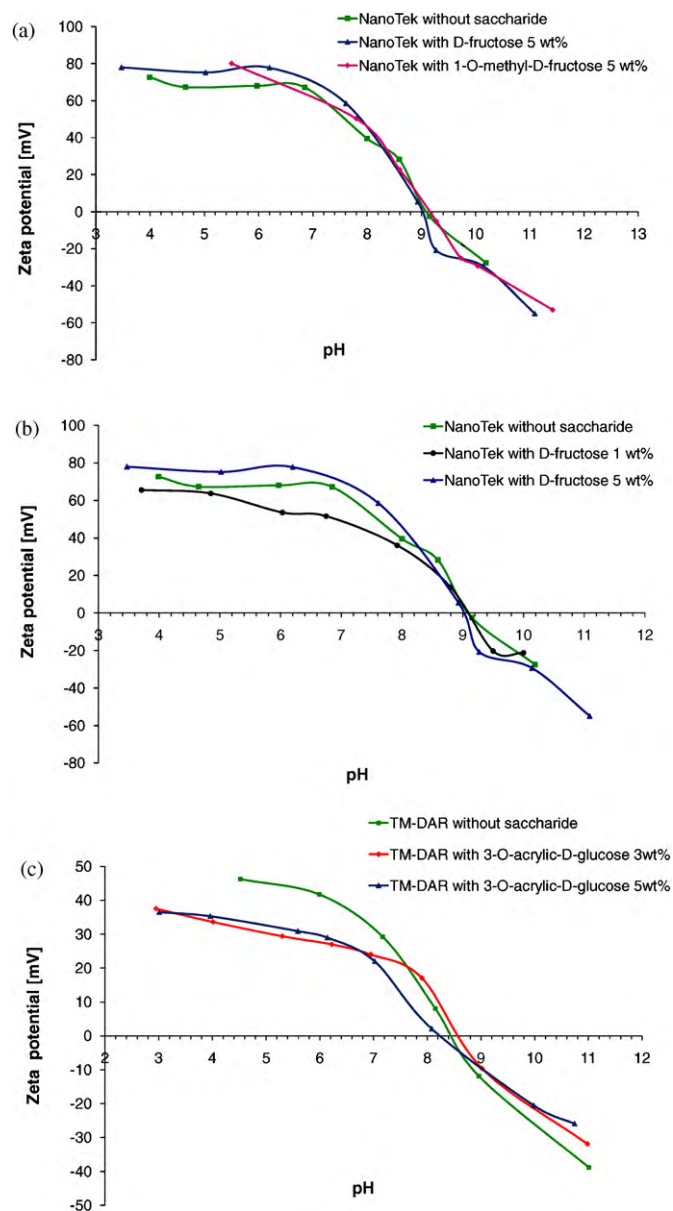 (a)
NanoTek without saccharide
NanoTek with D-fructose 5 wt%
NanoTek with 1-O-methyl-D-fructose 5 wt%
100
80
60
40
20
0
-20
-40
-60
-80
3 4 5 6 7 8 9 10 11 12 13
Zeta potential [mV]
pH
(b)
NanoTek without saccharide
NanoTek with D-fructose 1 wt%
NanoTek with D-fructose 5 wt%
100
80
60
40
20
0
-20
-40
-60
-80
3 4 5 6 7 8 9 10 11 12
Zeta potential [mV]
pH
(c)
TM-DAR without saccharide
TM-DAR with 3-O-acrylic-D-glucose 3wt%
TM-DAR with 3-O-acrylic-D-glucose 5wt%
50
40
30
20
10
0
-10
-20
-30
-40
-50
2 3 4 5 6 7 8 9 10 11 12
Zeta potential [mV]
pH